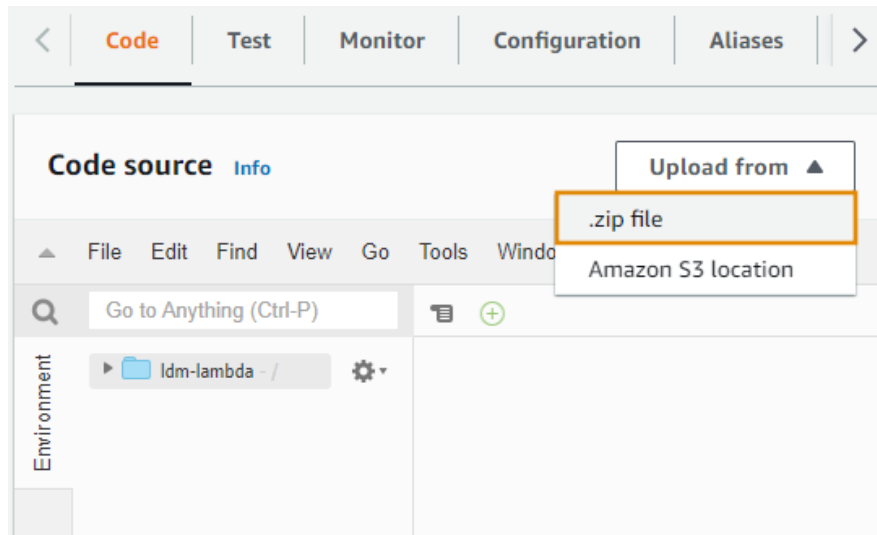 Code Test Monitor Configuration Aliases
Code source Info
Upload from
.zip file
Amazon S3 location
File Edit Find View Go Tools Windo
Go to Anything (Ctrl-P)
ldm-lambda - /
Environment